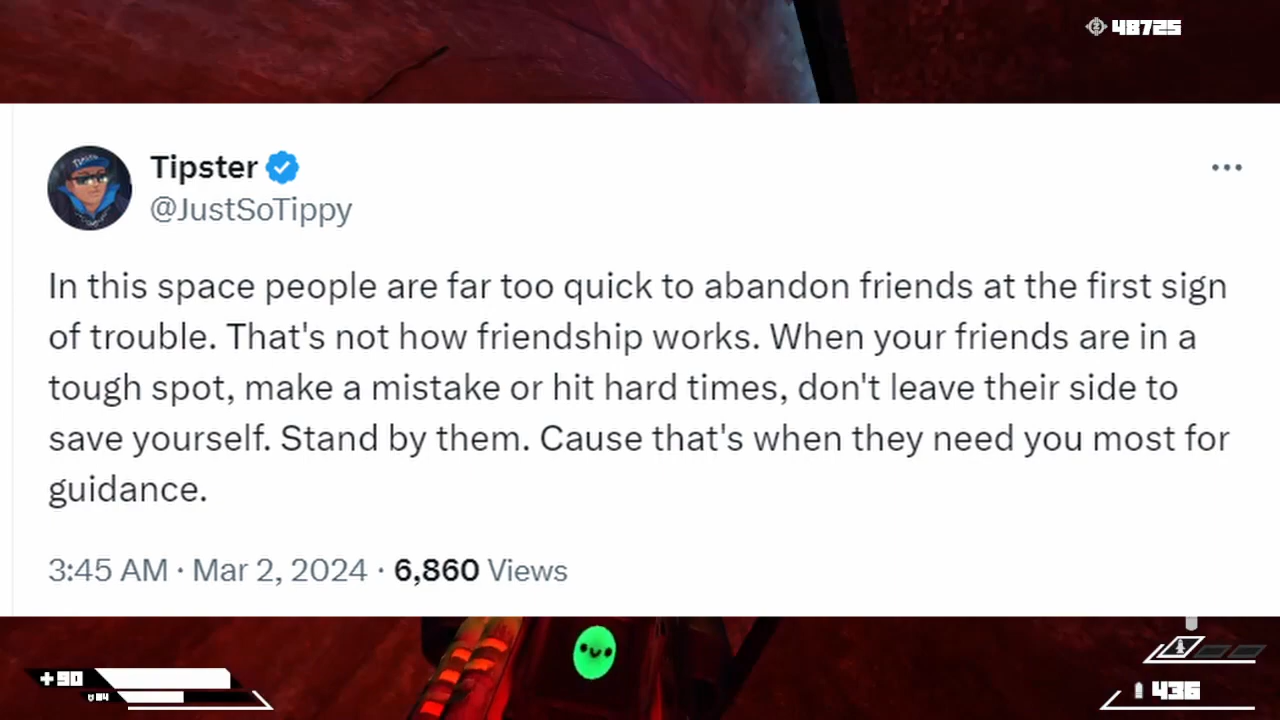 48725
Tipster
@JustSoTippy
In this space people are far too quick to abandon friends at the first sign
of trouble. That's not how friendship works. When your friends are in a
tough spot, make a mistake or hit hard times, don't leave their side to
save yourself. Stand by them. Cause that's when they need you most for
guidance.
3:45 AM · Mar 2, 2024 · 6,860 Views
+90
84
436